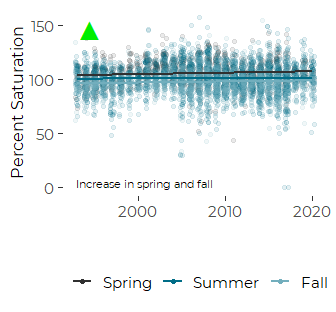 Percent Saturation
150
100
50
0
Increase in spring and fall
2000
2010
2020
Spring
Summer
Fall